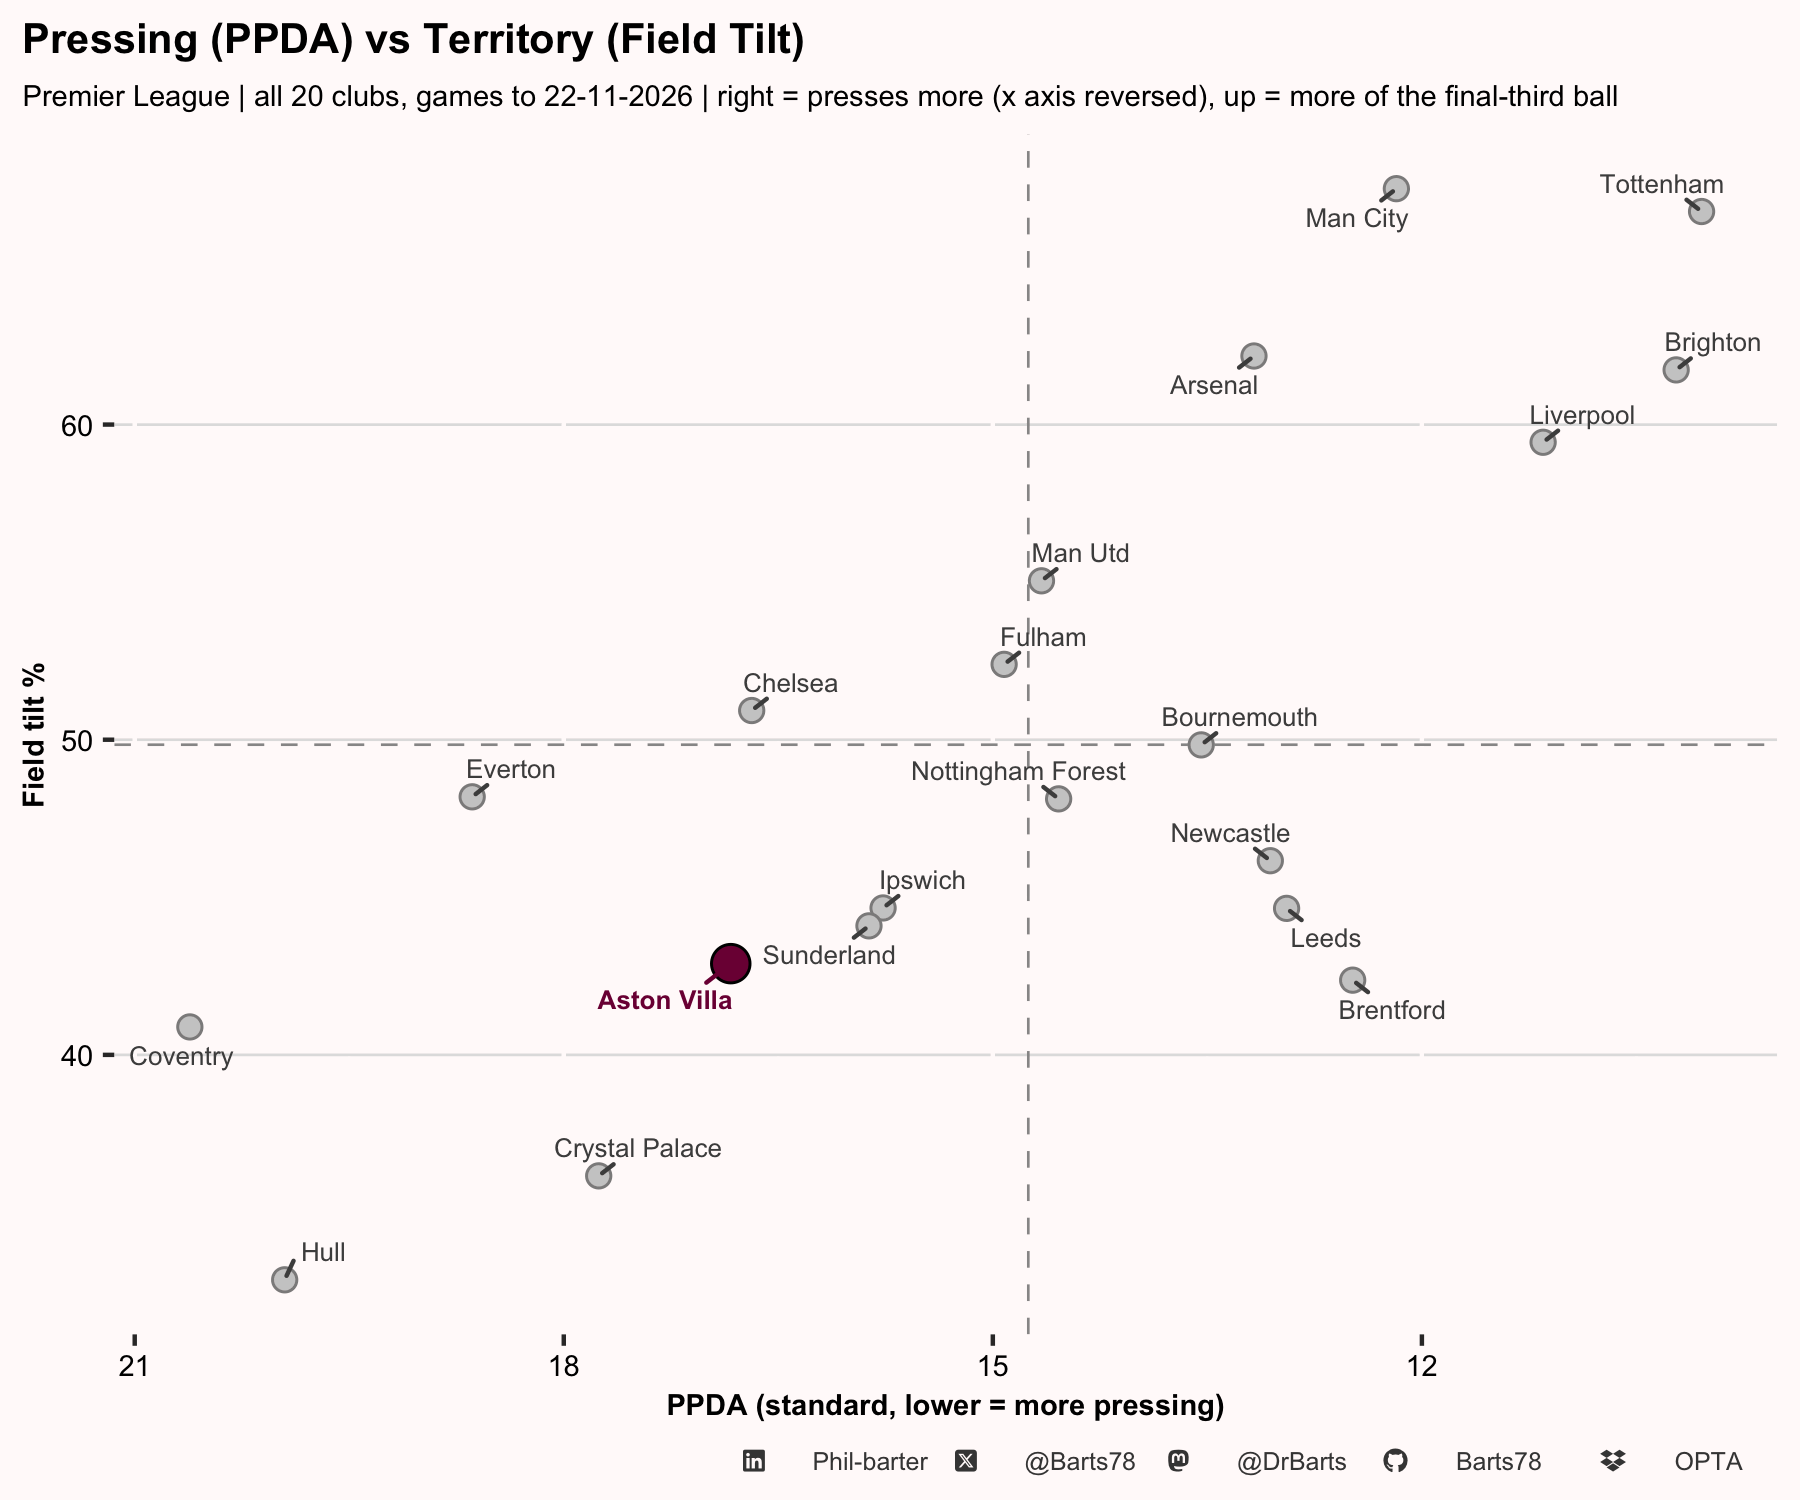 Pressing (PPDA) vs Territory (Field Tilt)
Premier League | all 20 clubs, games to 22-11-2026 | right = presses more (x axis reversed), up = more of the final-third ball
Tottenham
Man City
Brighton
Arsenal
Liverpool
60
Man Utd
Fulham
Chelsea
Bournemouth
50
Field tilt %
Everton
Nottingham Forest
Newcastle
Ipswich
Leeds
Sunderland
Aston Villa
Brentford
Coventry
40
Crystal Palace
Hull
21 18 15 12
PPDA (standard, lower = more pressing)
Phil-barter @Barts78 @DrBarts Barts78 OPTA